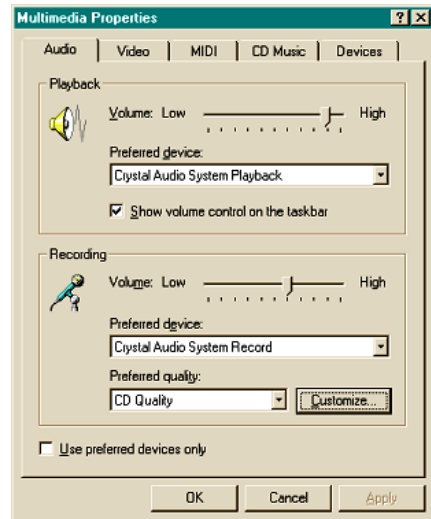 Multimedia Properties
Audio Video MIDI CD Music Devices
Playback
Volume: Low High
Preferred device:
Crystal Audio System Playback
Show volume control on the taskbar
Recording
Volume: Low High
Preferred device:
Crystal Audio System Record
Preferred quality:
CD Quality Customize...
Use preferred devices only
OK Cancel Apply